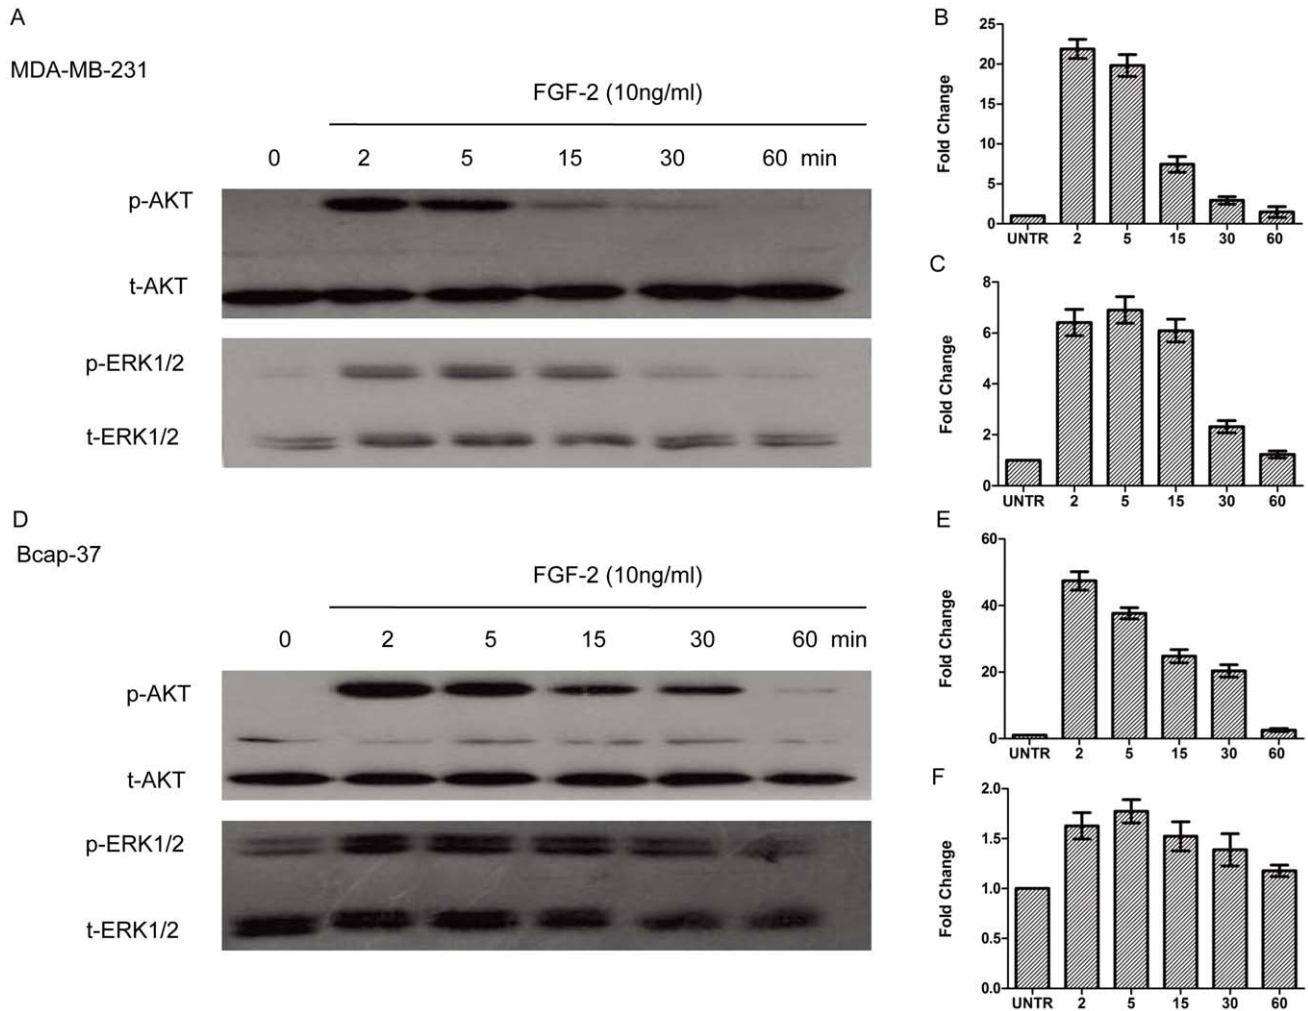 A
MDA-MB-231
FGF-2 (10ng/ml)
0 2 5 15 30 60 min
p-AKT
t-AKT
p-ERK1/2
t-ERK1/2
B
Fold Change
25
20
15
10
5
0
UNTR 2 5 15 30 60
C
Fold Change
8
6
4
2
0
UNTR 2 5 15 30 60
D
Bcap-37
FGF-2 (10ng/ml)
0 2 5 15 30 60 min
p-AKT
t-AKT
p-ERK1/2
t-ERK1/2
E
Fold Change
60
40
20
0
UNTR 2 5 15 30 60
F
Fold Change
2.0
1.5
1.0
0.5
0.0
UNTR 2 5 15 30 60